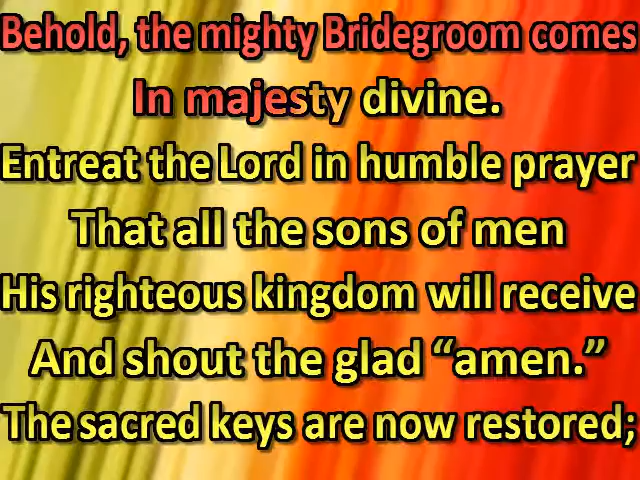 Behold, the mighty Bridegroom comes
In majesty divine.
Entreat the Lord in humble prayer
That all the sons of men
His righteous kingdom will receive
And shout the glad “amen.”
The sacred keys are now restored;